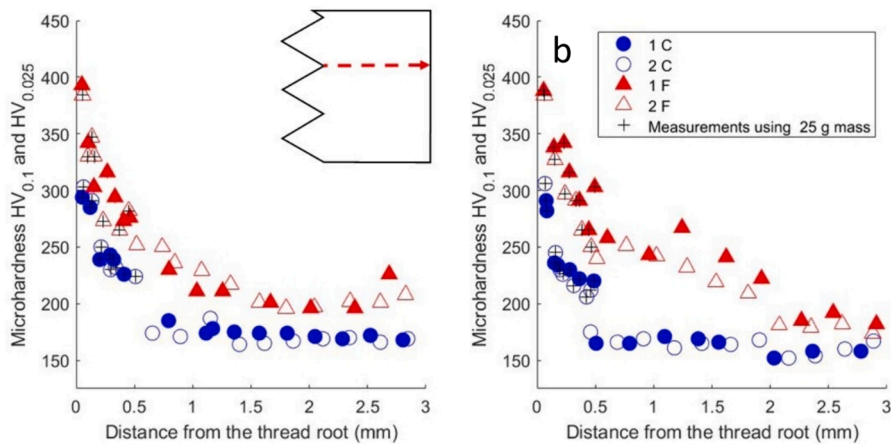 450
400
350
300
250
200
150
Microhardness HV0.1 and HV0.025
0 0.5 1 1.5 2 2.5 3
Distance from the thread root (mm)
b
1 C
2 C
1 F
2 F
Measurements using 25 g mass
450
400
350
300
250
200
150
Microhardness HV0.1 and HV0.025
0 0.5 1 1.5 2 2.5 3
Distance from the thread root (mm)